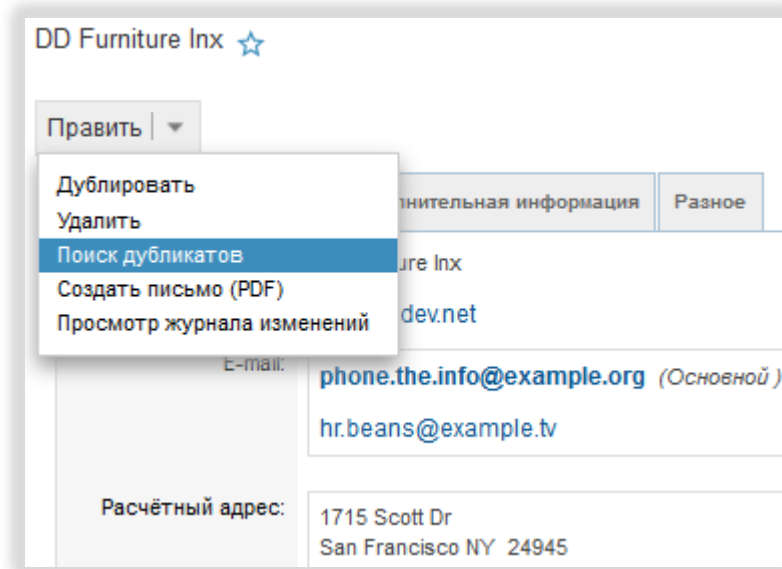 DD Furniture Inx
Править
Дублировать
Удалить
Поиск дубликатов
Создать письмо (PDF)
Просмотр журнала изменений
нительная информация
Разное
ure Inx
dev.net
E-mail:
phone.the.info@example.org (Основной )
hr.beans@example.tv
Расчётный адрес:
1715 Scott Dr
San Francisco NY 24945